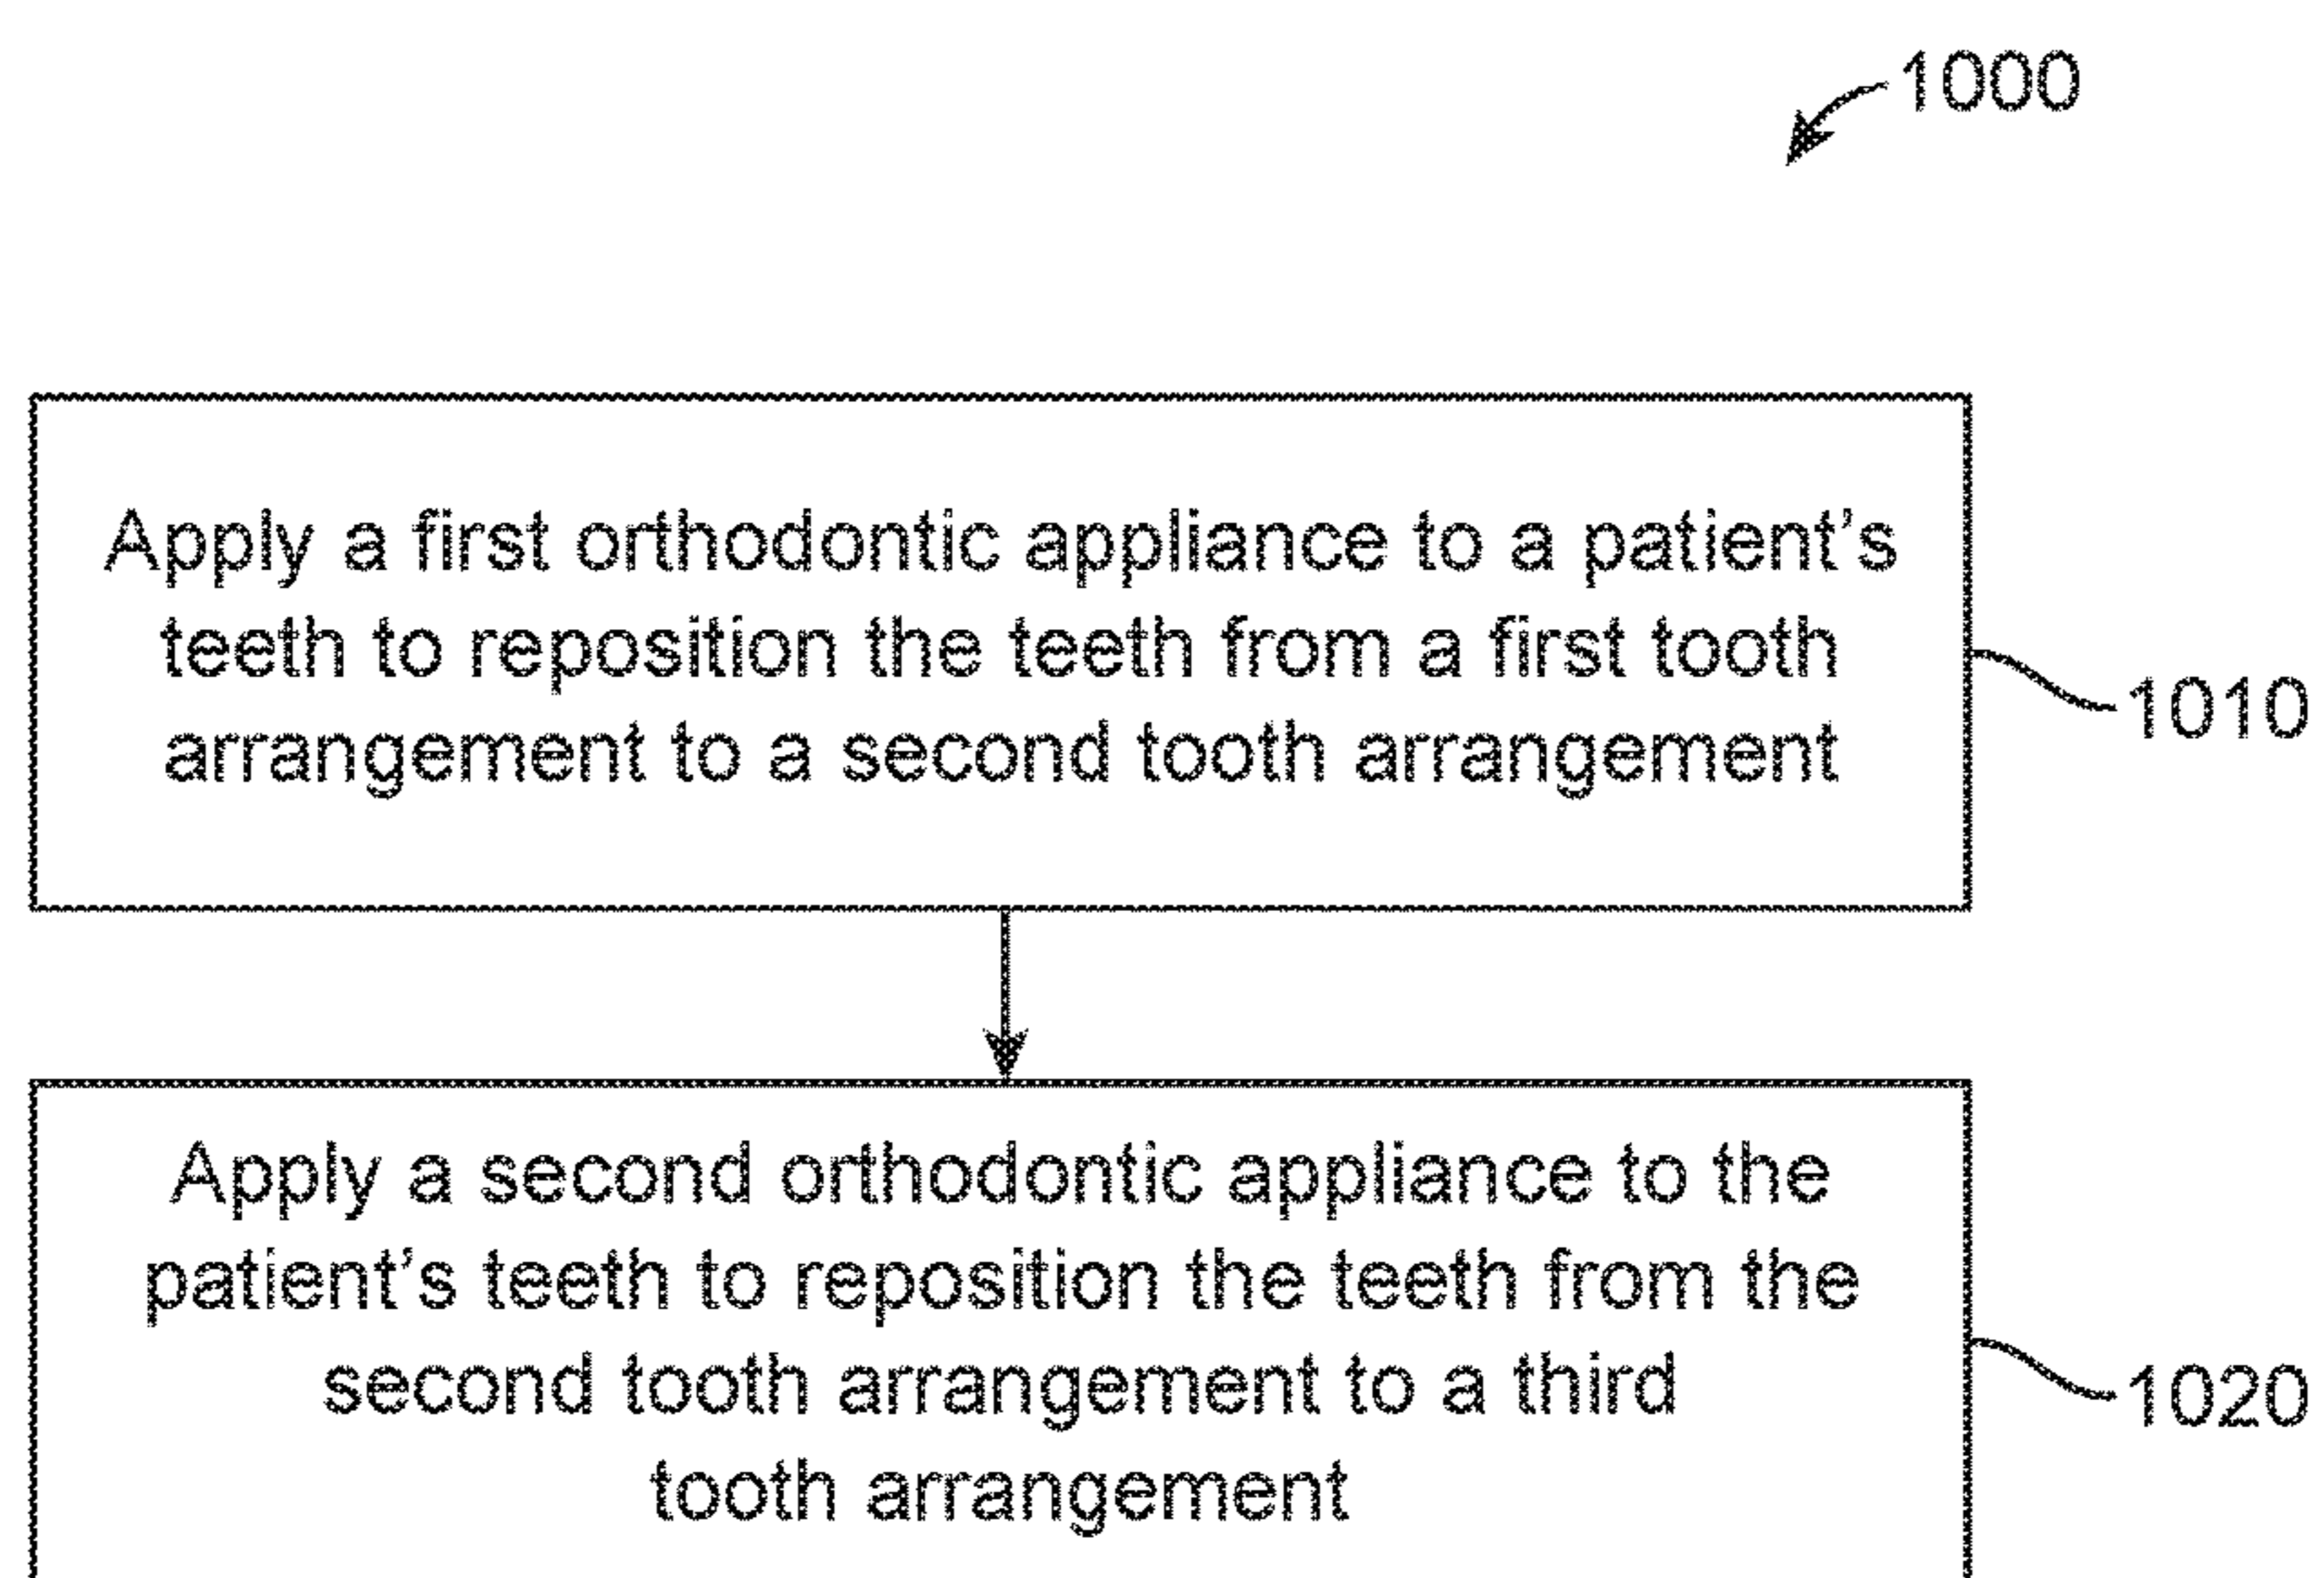 1000
Apply a first orthodontic appliance to a patient's
teeth to reposition the teeth from a first tooth
arrangement to a second tooth arrangement
1010
Apply a second orthodontic appliance to the
patient's teeth to reposition the teeth from the
second tooth arrangement to a third
tooth arrangement
1020